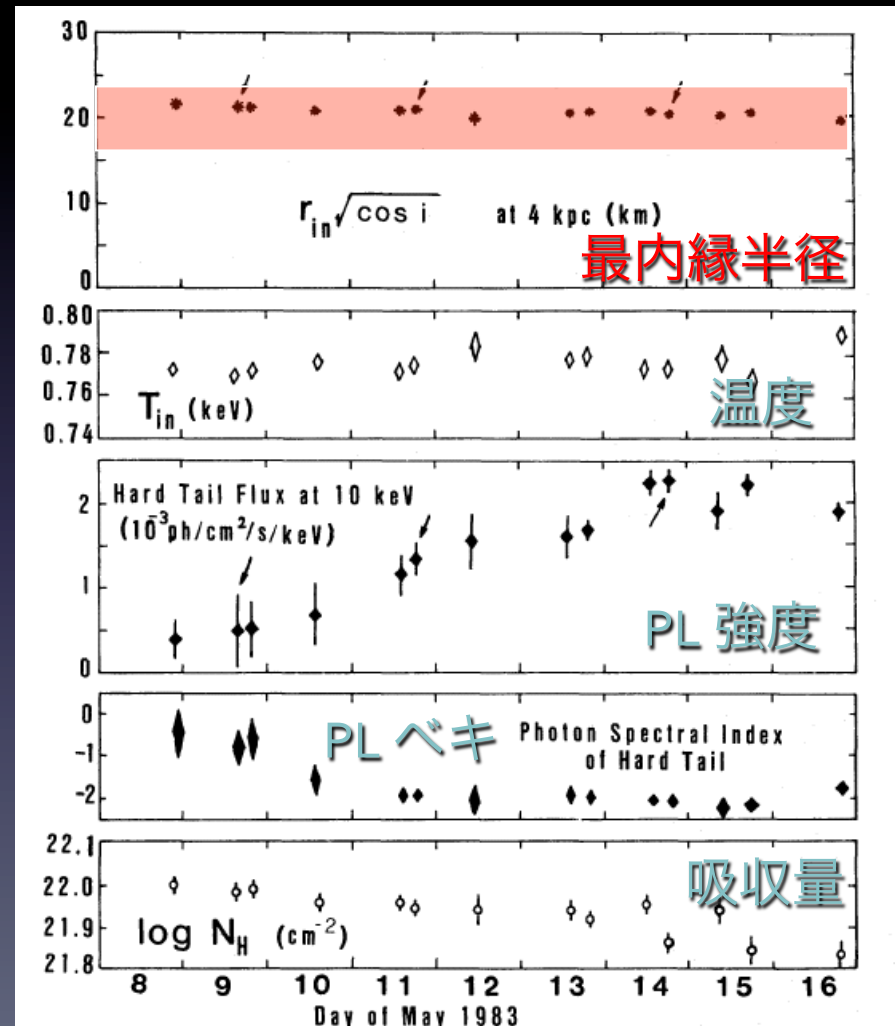 30
20
10
0
r_in √cos i at 4 kpc (km)
最内縁半径
0.80
0.78
0.76
0.74
T_in (keV)
温度
2
1
0
Hard Tail Flux at 10 keV
(10⁻³ph/cm²/s/keV)
PL 強度
0
-1
-2
PL ベキ
Photon Spectral Index
of Hard Tail
22.1
22.0
21.9
21.8
log N_H (cm⁻²)
吸収量
8 9 10 11 12 13 14 15 16
Day of May 1983